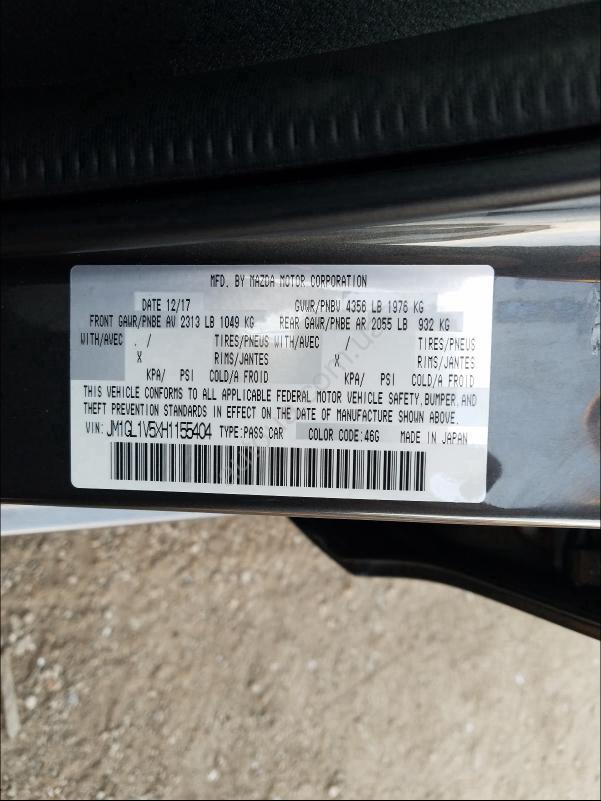 MFD. BY MAZDA MOTOR CORPORATION
DATE 12/17 GVWR/PNBV 4356 LB 1976 KG
FRONT GAWR/PNBE AV 2313 LB 1049 KG REAR GAWR/PNBE AR 2055 LB 932 KG
WITH/AVEC . / TIRES/PNEUS WITH/AVEC / TIRES/PNEUS
X RIMS/JANTES X RIMS/JANTES
KPA/ PSI COLD/A FROID KPA/ PSI COLD/A FROID
THIS VEHICLE CONFORMS TO ALL APPLICABLE FEDERAL MOTOR VEHICLE SAFETY, BUMPER, AND
THEFT PREVENTION STANDARDS IN EFFECT ON THE DATE OF MANUFACTURE SHOWN ABOVE.
VIN: JM1GL1V5XH1155404 TYPE:PASS CAR COLOR CODE:46G MADE IN JAPAN